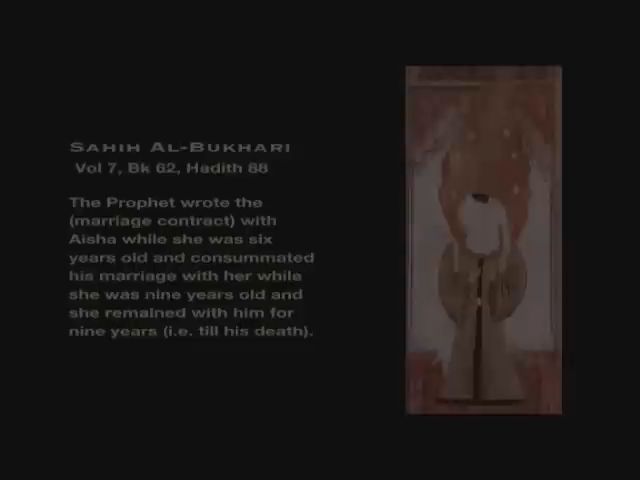 SAHIH AL-BUKHARI
Vol 7, Bk 62, Hadith 88
The Prophet wrote the
(marriage contract) with
Aisha while she was six
years old and consummated
his marriage with her while
she was nine years old and
she remained with him for
nine years (i.e. till his death).